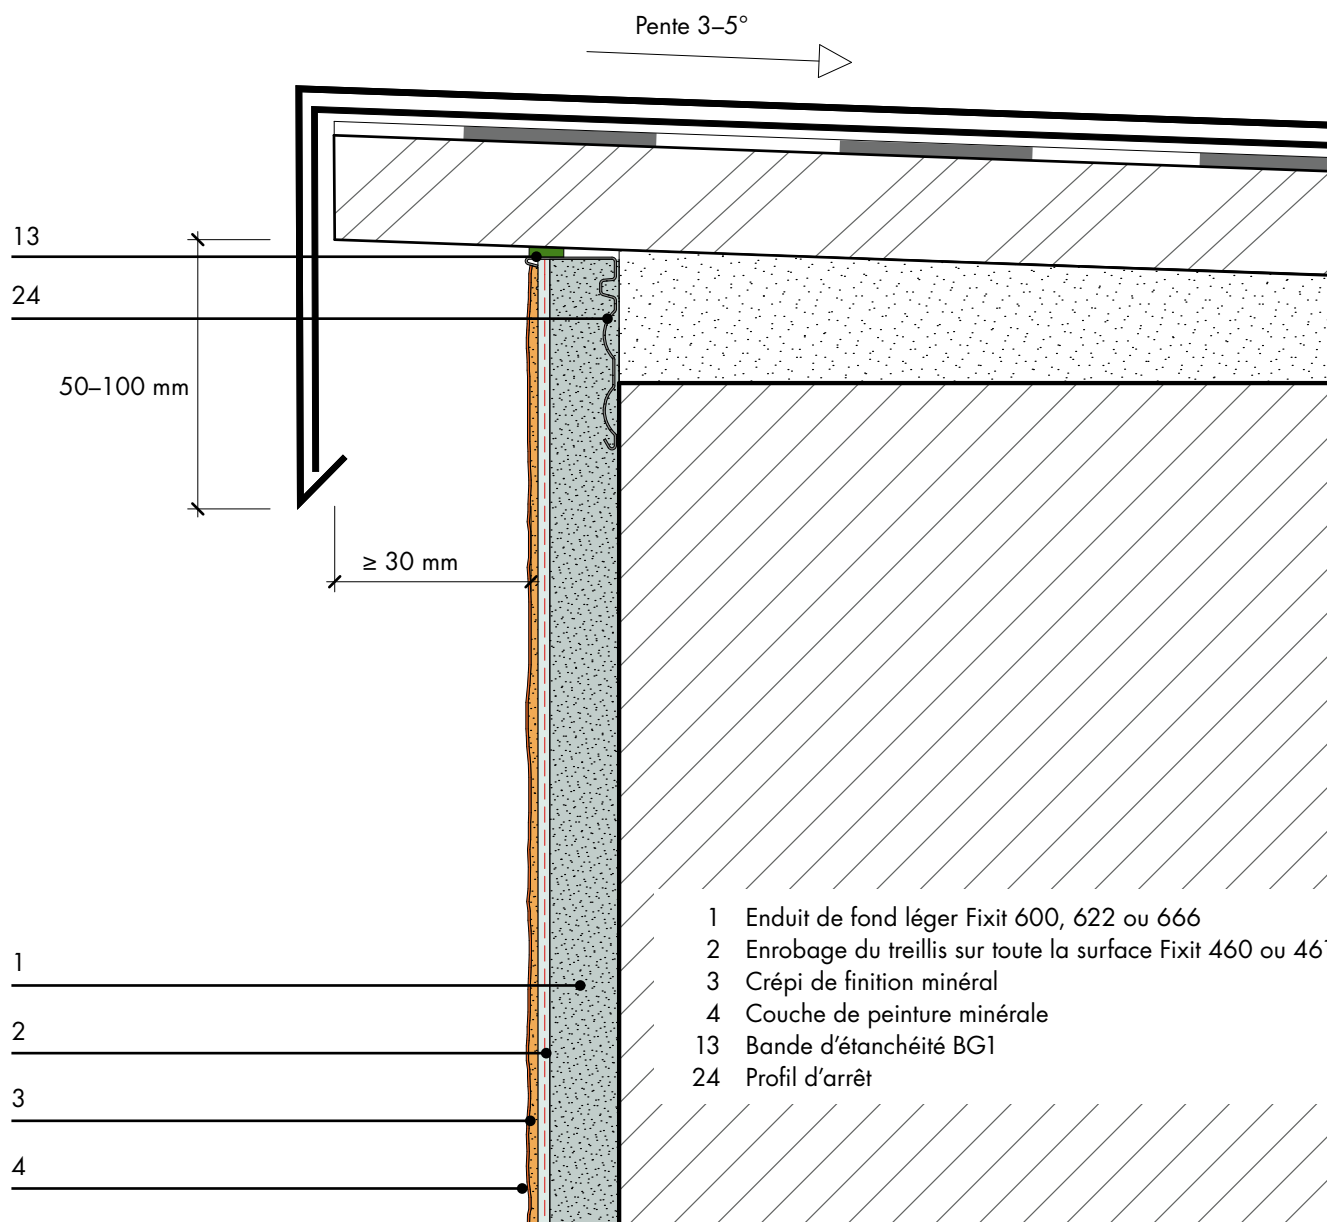 Pente 3–5°
13
24
50–100 mm
≥ 30 mm
1
2
3
4
1 Enduit de fond léger Fixit 600, 622 ou 666
2 Enrobage du treillis sur toute la surface Fixit 460 ou
3 Crépi de finition minéral
4 Couche de peinture minérale
13 Bande d’étanchéité BG1
24 Profil d’arrêt